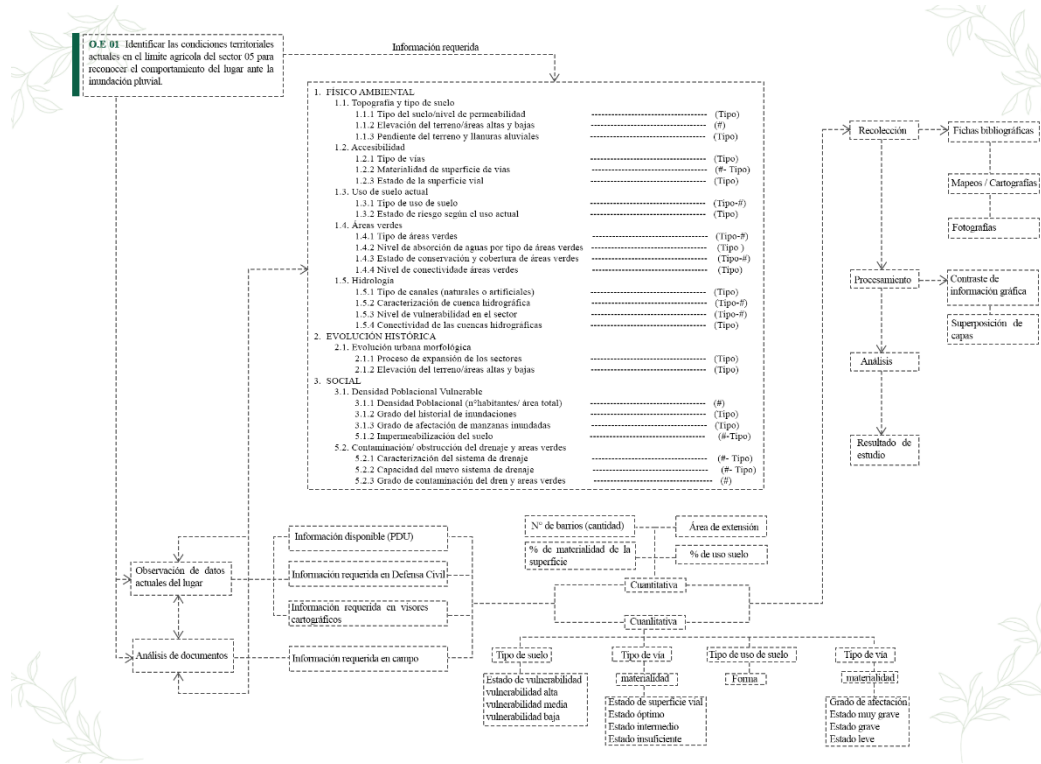 O.E 01 Identificar las condiciones territoriales
actuales en el límite agrícola del sector 05 para
reconocer el comportamiento del lugar ante la
inundación pluvial.
Información requerida
1. FÍSICO AMBIENTAL
1.1. Topografía y tipo de suelo
1.1.1 Tipo del suelo/nivel de permeabilidad (Tipo)
1.1.2 Elevación del terreno/áreas altas y bajas (#)
1.1.3 Pendiente del terreno y llanuras aluviales (Tipo)
1.2. Accesibilidad
1.2.1 Tipo de vías (Tipo)
1.2.2 Materialidad de superficie de vías (#- Tipo)
1.2.3 Estado de la superficie vial (Tipo)
1.3. Uso de suelo actual
1.3.1 Tipo de uso de suelo (Tipo-#)
1.3.2 Estado de riesgo según el uso actual (Tipo)
1.4. Áreas verdes
1.4.1 Tipo de áreas verdes (Tipo-#)
1.4.2 Nivel de absorción de aguas por tipo de áreas verdes (Tipo )
1.4.3 Estado de conservación y cobertura de áreas verdes (Tipo-#)
1.4.4 Nivel de conectividade áreas verdes (Tipo)
1.5. Hidrología
1.5.1 Tipo de canales (naturales o artificiales) (Tipo)
1.5.2 Caracterización de cuenca hidrográfica (Tipo-#)
1.5.3 Nivel de vulnerabilidad en el sector (Tipo-#)
1.5.4 Conectividad de las cuencas hidrográficas (Tipo)
2. EVOLUCIÓN HISTÓRICA
2.1. Evolución urbana morfológica
2.1.1 Proceso de expansión de los sectores (Tipo)
2.1.2 Elevación del terreno/áreas altas y bajas (Tipo)
3. SOCIAL
3.1. Densidad Poblacional Vulnerable
3.1.1 Densidad Poblacional (n°habitantes/ área total) (#)
3.1.2 Grado del historial de inundaciones (Tipo)
3.1.3 Grado de afectación de manzanas inundadas (Tipo)
5.1.2 Impermeabilización del suelo (#-Tipo)
5.2. Contaminación/ obstrucción del drenaje y areas verdes
5.2.1 Caracterización del sistema de drenaje (#- Tipo)
5.2.2 Capacidad del nuevo sistema de drenaje (#- Tipo)
5.2.3 Grado de contaminación del dren y areas verdes (#)
Recolección
Fichas bibliográficas
Mapeos / Cartografías
Fotografías
Procesamiento
Contraste de
información gráfica
Superposición de
capas
Análisis
Resultado de
estudio
Observación de datos
actuales del lugar
Análisis de documentos
Información disponible (PDU)
Información requerida en Defensa Civil
Información requerida en visores
cartográficos
Información requerida en campo
N° de barrios (cantidad)
Área de extensión
% de materialidad de la
superficie
% de uso suelo
Cuantitativa
Cuanlitativa
Tipo de suelo
Estado de vulnerabilidad
vulnerabilidad alta
vulnerabilidad media
vulnerabilidad baja
Tipo de via
materialidad
Estado de superficie vial
Estado óptimo
Estado intermedio
Estado insuficiente
Tipo de uso de suelo
Forma
Tipo de via
materialidad
Grado de afectación
Estado muy grave
Estado grave
Estado leve